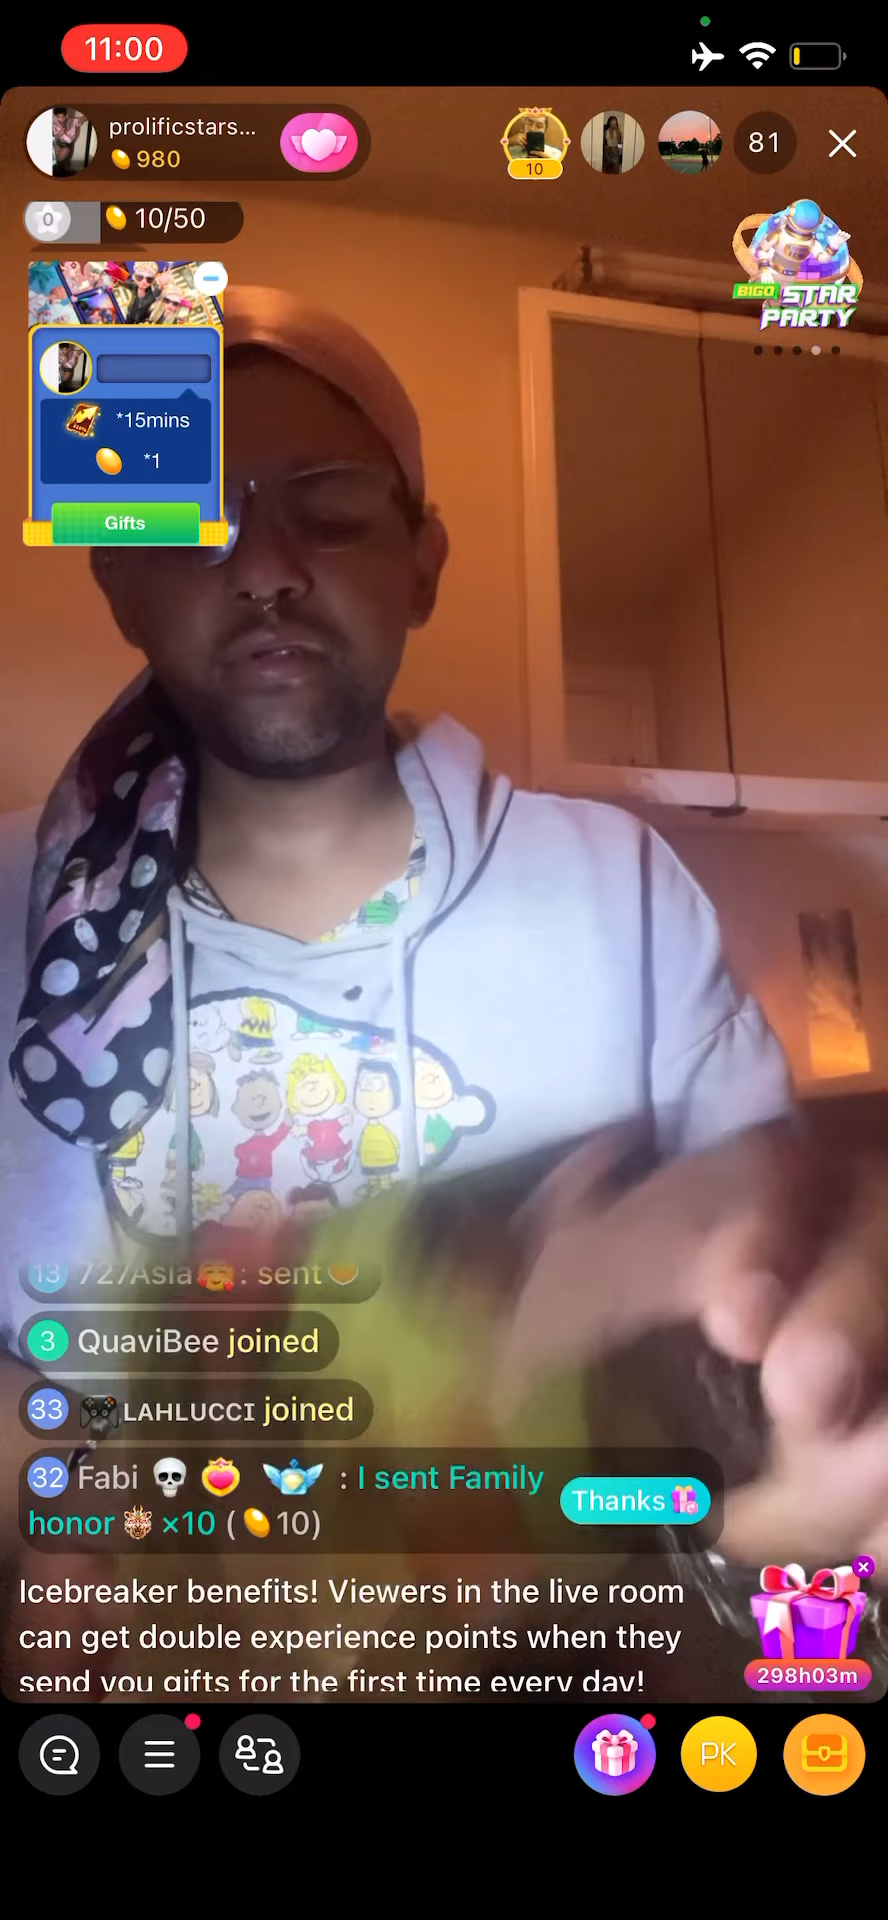 11:00
prolificstars...
980
10
81
0
10/50
BIGO STAR
PARTY
*15mins
*1
Gifts
13 727Asia🥰: sent🧡
3 QuaviBee joined
33 🎮LAHLUCCI joined
32 Fabi 💀 : I sent Family
honor ×10 (10)
Thanks
Icebreaker benefits! Viewers in the live room
can get double experience points when they
send you gifts for the first time every day!
298h03m
PK